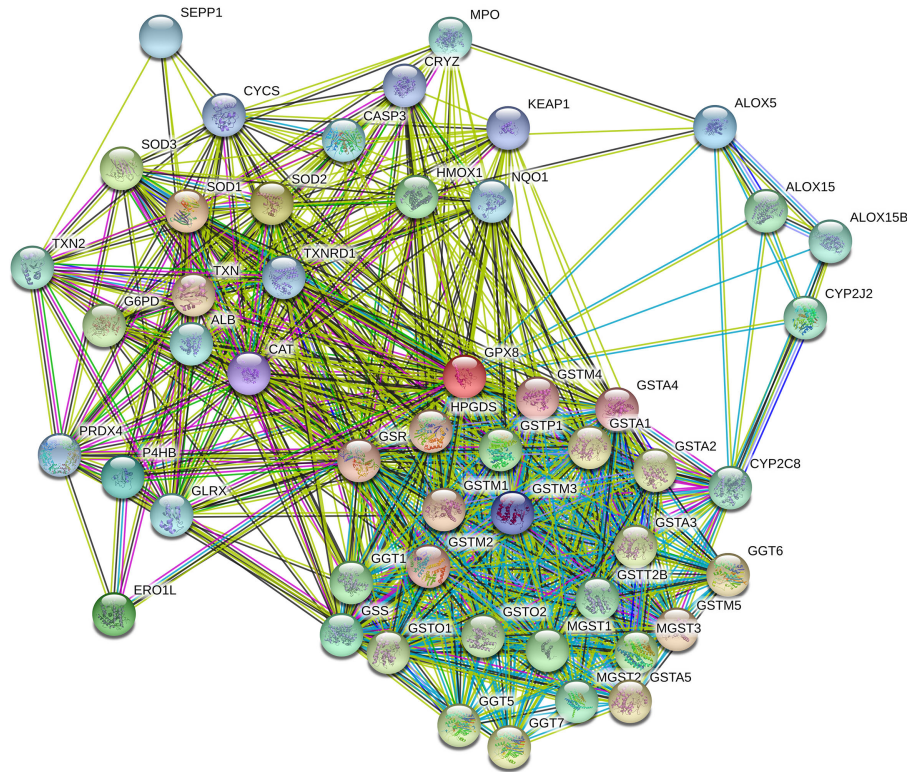 SEPP1
MPO
CRYZ
CYCS
CASP3
KEAP1
ALOX5
SOD3
SOD1
SOD2
HMOX1
NQO1
ALOX15
ALOX15B
TXN2
TXN
TXNRD1
G6PD
ALB
CYP2J2
CAT
GPX8
GSTM4
GSTA4
HPGDS
GSTP1
GSTA1
GSR
GSTA2
PRDX4
P4HB
GLRX
GSTM1
GSTM3
CYP2C8
GSTA3
GSTM2
GGT1
GSTT2B
GGT6
ERO1L
GSS
GSTO1
GSTO2
MGST1
GSTM5
MGST3
MGST2
GSTA5
GGT5
GGT7